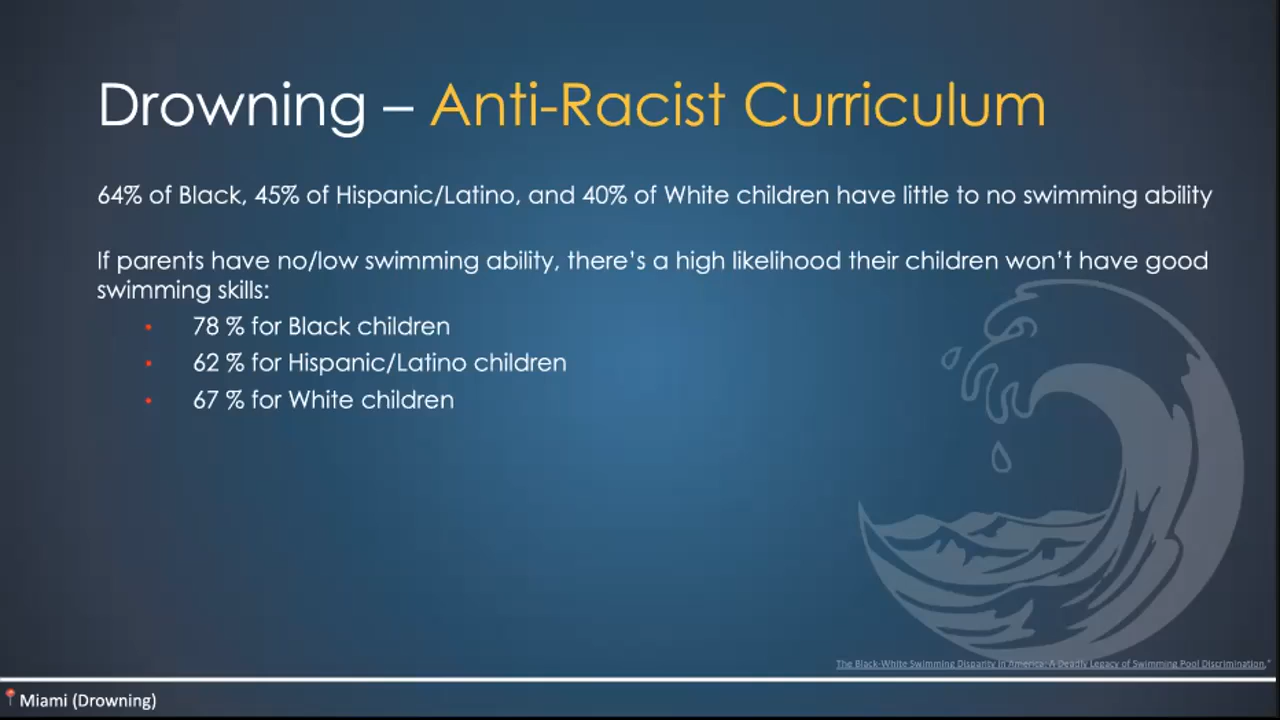 Drowning – Anti-Racist Curriculum
64% of Black, 45% of Hispanic/Latino, and 40% of White children have little to no swimming ability
If parents have no/low swimming ability, there's a high likelihood their children won't have good
swimming skills:
• 78 % for Black children
• 62 % for Hispanic/Latino children
• 67 % for White children
The Black-White Swimming Disparity in America: A Deadly Legacy of Swimming Pool Discrimination."
📍Miami (Drowning)